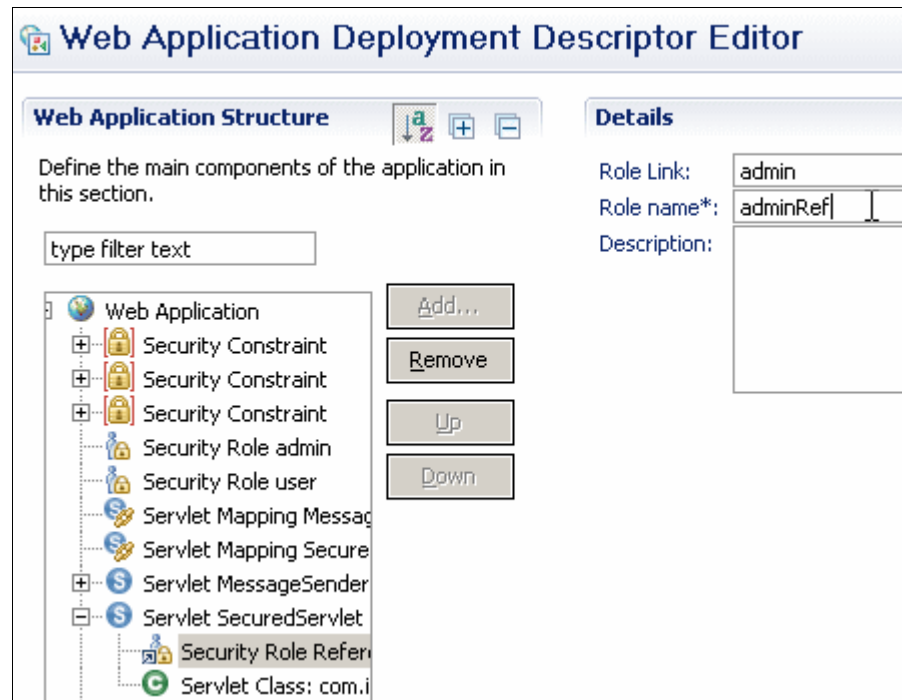 Web Application Deployment Descriptor Editor
Web Application Structure
Define the main components of the application in
this section.
type filter text
Web Application
Security Constraint
Security Constraint
Security Constraint
Security Role admin
Security Role user
Servlet Mapping Messag
Servlet Mapping Secure
Servlet MessageSender
Servlet SecuredServlet
Security Role Refer
Servlet Class: com.i
Add...
Remove
Up
Down
Details
Role Link: admin
Role name*: adminRef
Description: